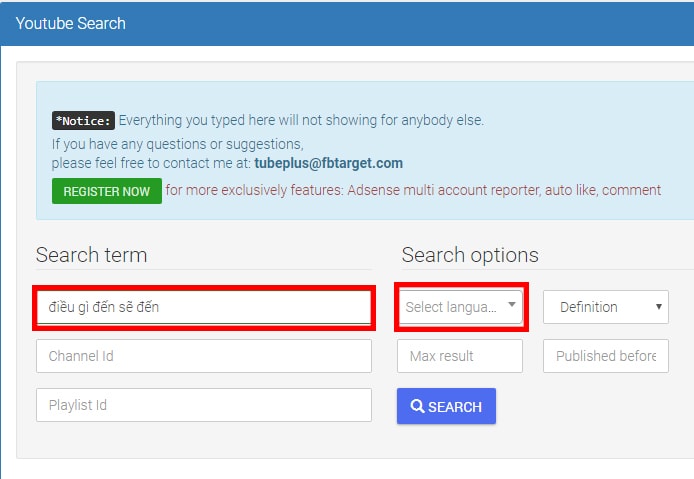 Youtube Search
*Notice: Everything you typed here will not showing for anybody else.
If you have any questions or suggestions,
please feel free to contact me at: tubeplus@fbtarget.com
REGISTER NOW for more exclusively features: Adsense multi account reporter, auto like, comment
Search term
Search options
điều gì đến sẽ đến
Select langua...
Definition
Channel Id
Max result
Published before
Playlist Id
SEARCH